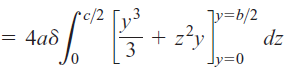 = 4aδ ∫₀^{c/2} [y³/3 + z²y]_{y=0}^{y=b/2} dz